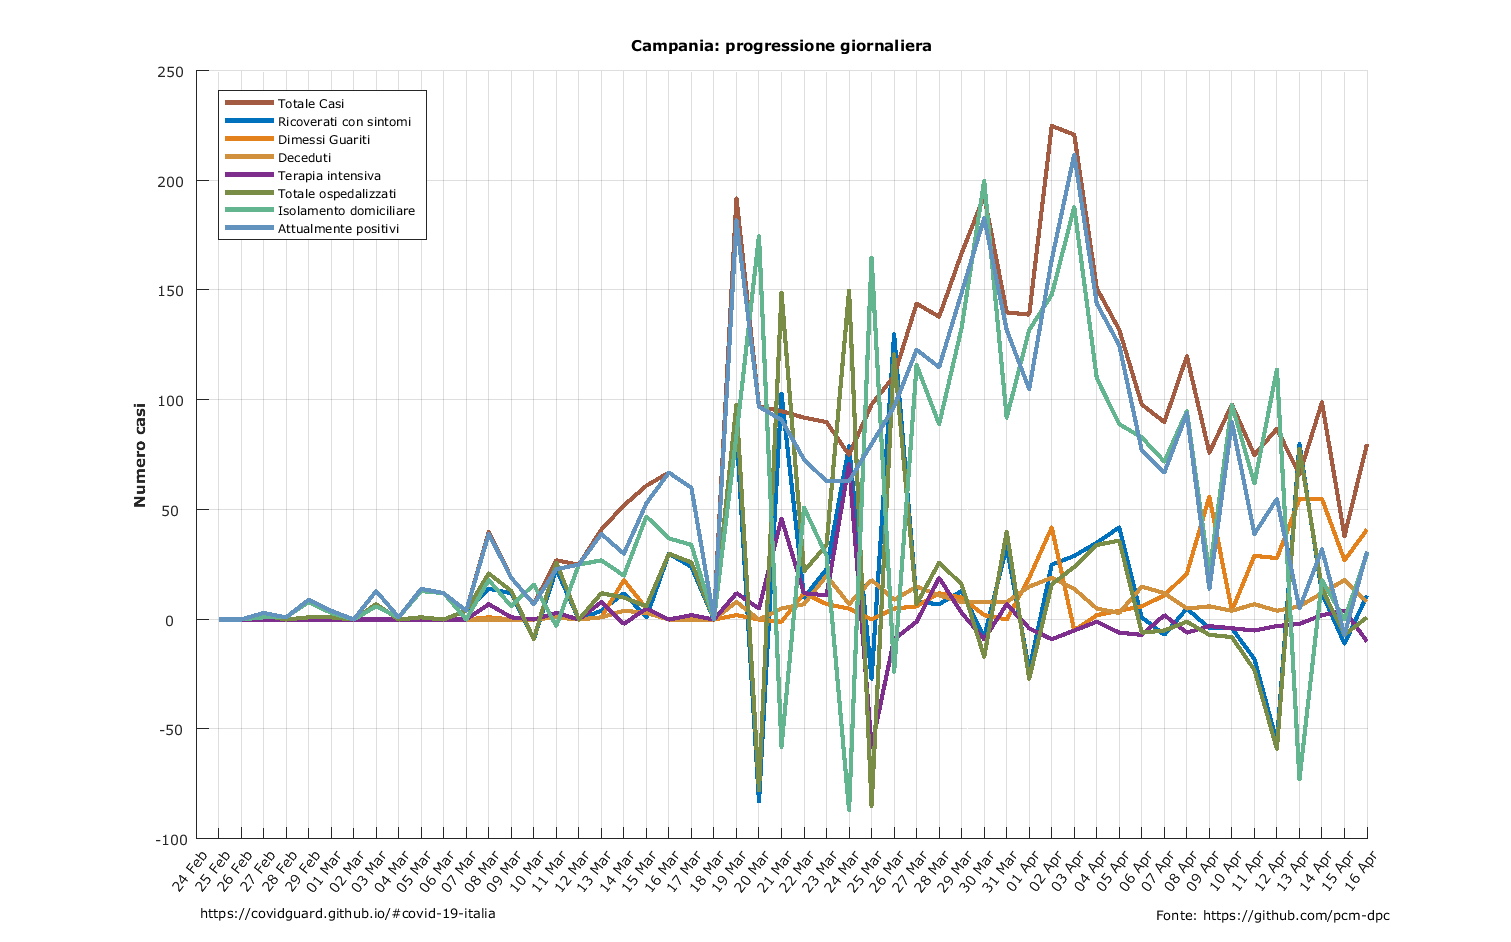 Campania: progressione giornaliera
250
200
150
100
50
0
-50
-100
Numero casi
Totale Casi
Ricoverati con sintomi
Dimessi Guariti
Deceduti
Terapia intensiva
Totale ospedalizzati
Isolamento domiciliare
Attualmente positivi
24 Feb
25 Feb
26 Feb
27 Feb
28 Feb
29 Feb
01 Mar
02 Mar
03 Mar
04 Mar
05 Mar
06 Mar
07 Mar
08 Mar
09 Mar
10 Mar
11 Mar
12 Mar
13 Mar
14 Mar
15 Mar
16 Mar
17 Mar
18 Mar
19 Mar
20 Mar
21 Mar
22 Mar
23 Mar
24 Mar
25 Mar
26 Mar
27 Mar
28 Mar
29 Mar
30 Mar
31 Mar
01 Apr
02 Apr
03 Apr
04 Apr
05 Apr
06 Apr
07 Apr
08 Apr
09 Apr
10 Apr
11 Apr
12 Apr
13 Apr
14 Apr
15 Apr
16 Apr
https://covidguard.github.io/#covid-19-italia
Fonte: https://github.com/pcm-dpc